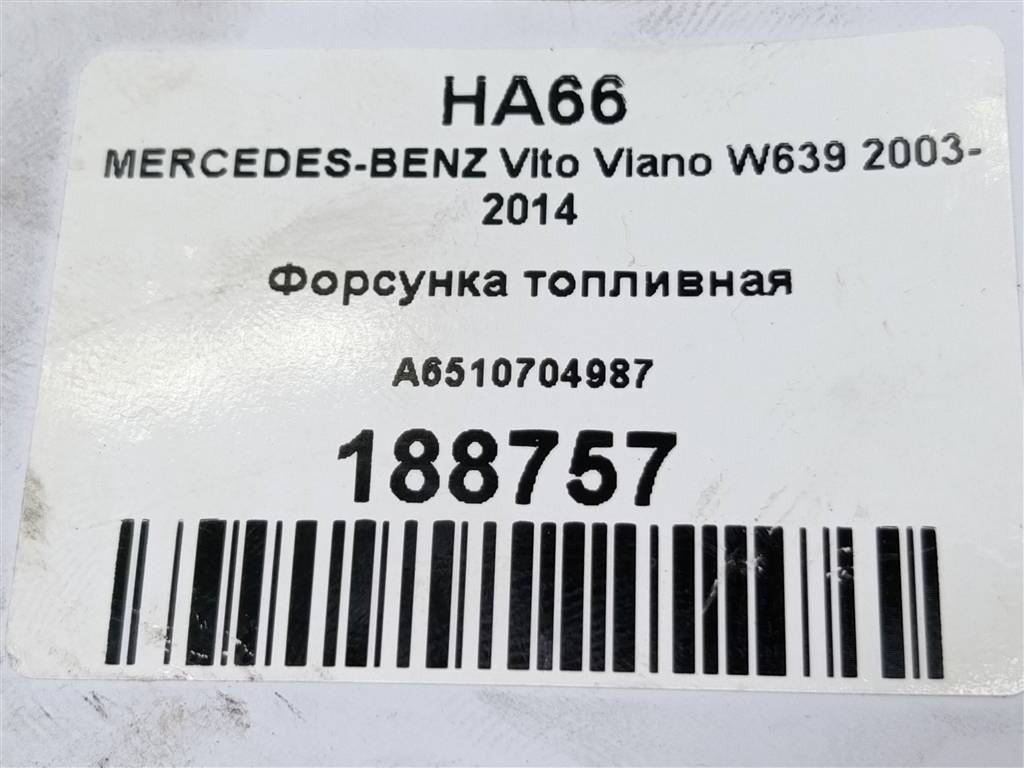 HA66
MERCEDES-BENZ Vito Viano W639 2003-
2014
Форсунка топливная
A6510704987
188757